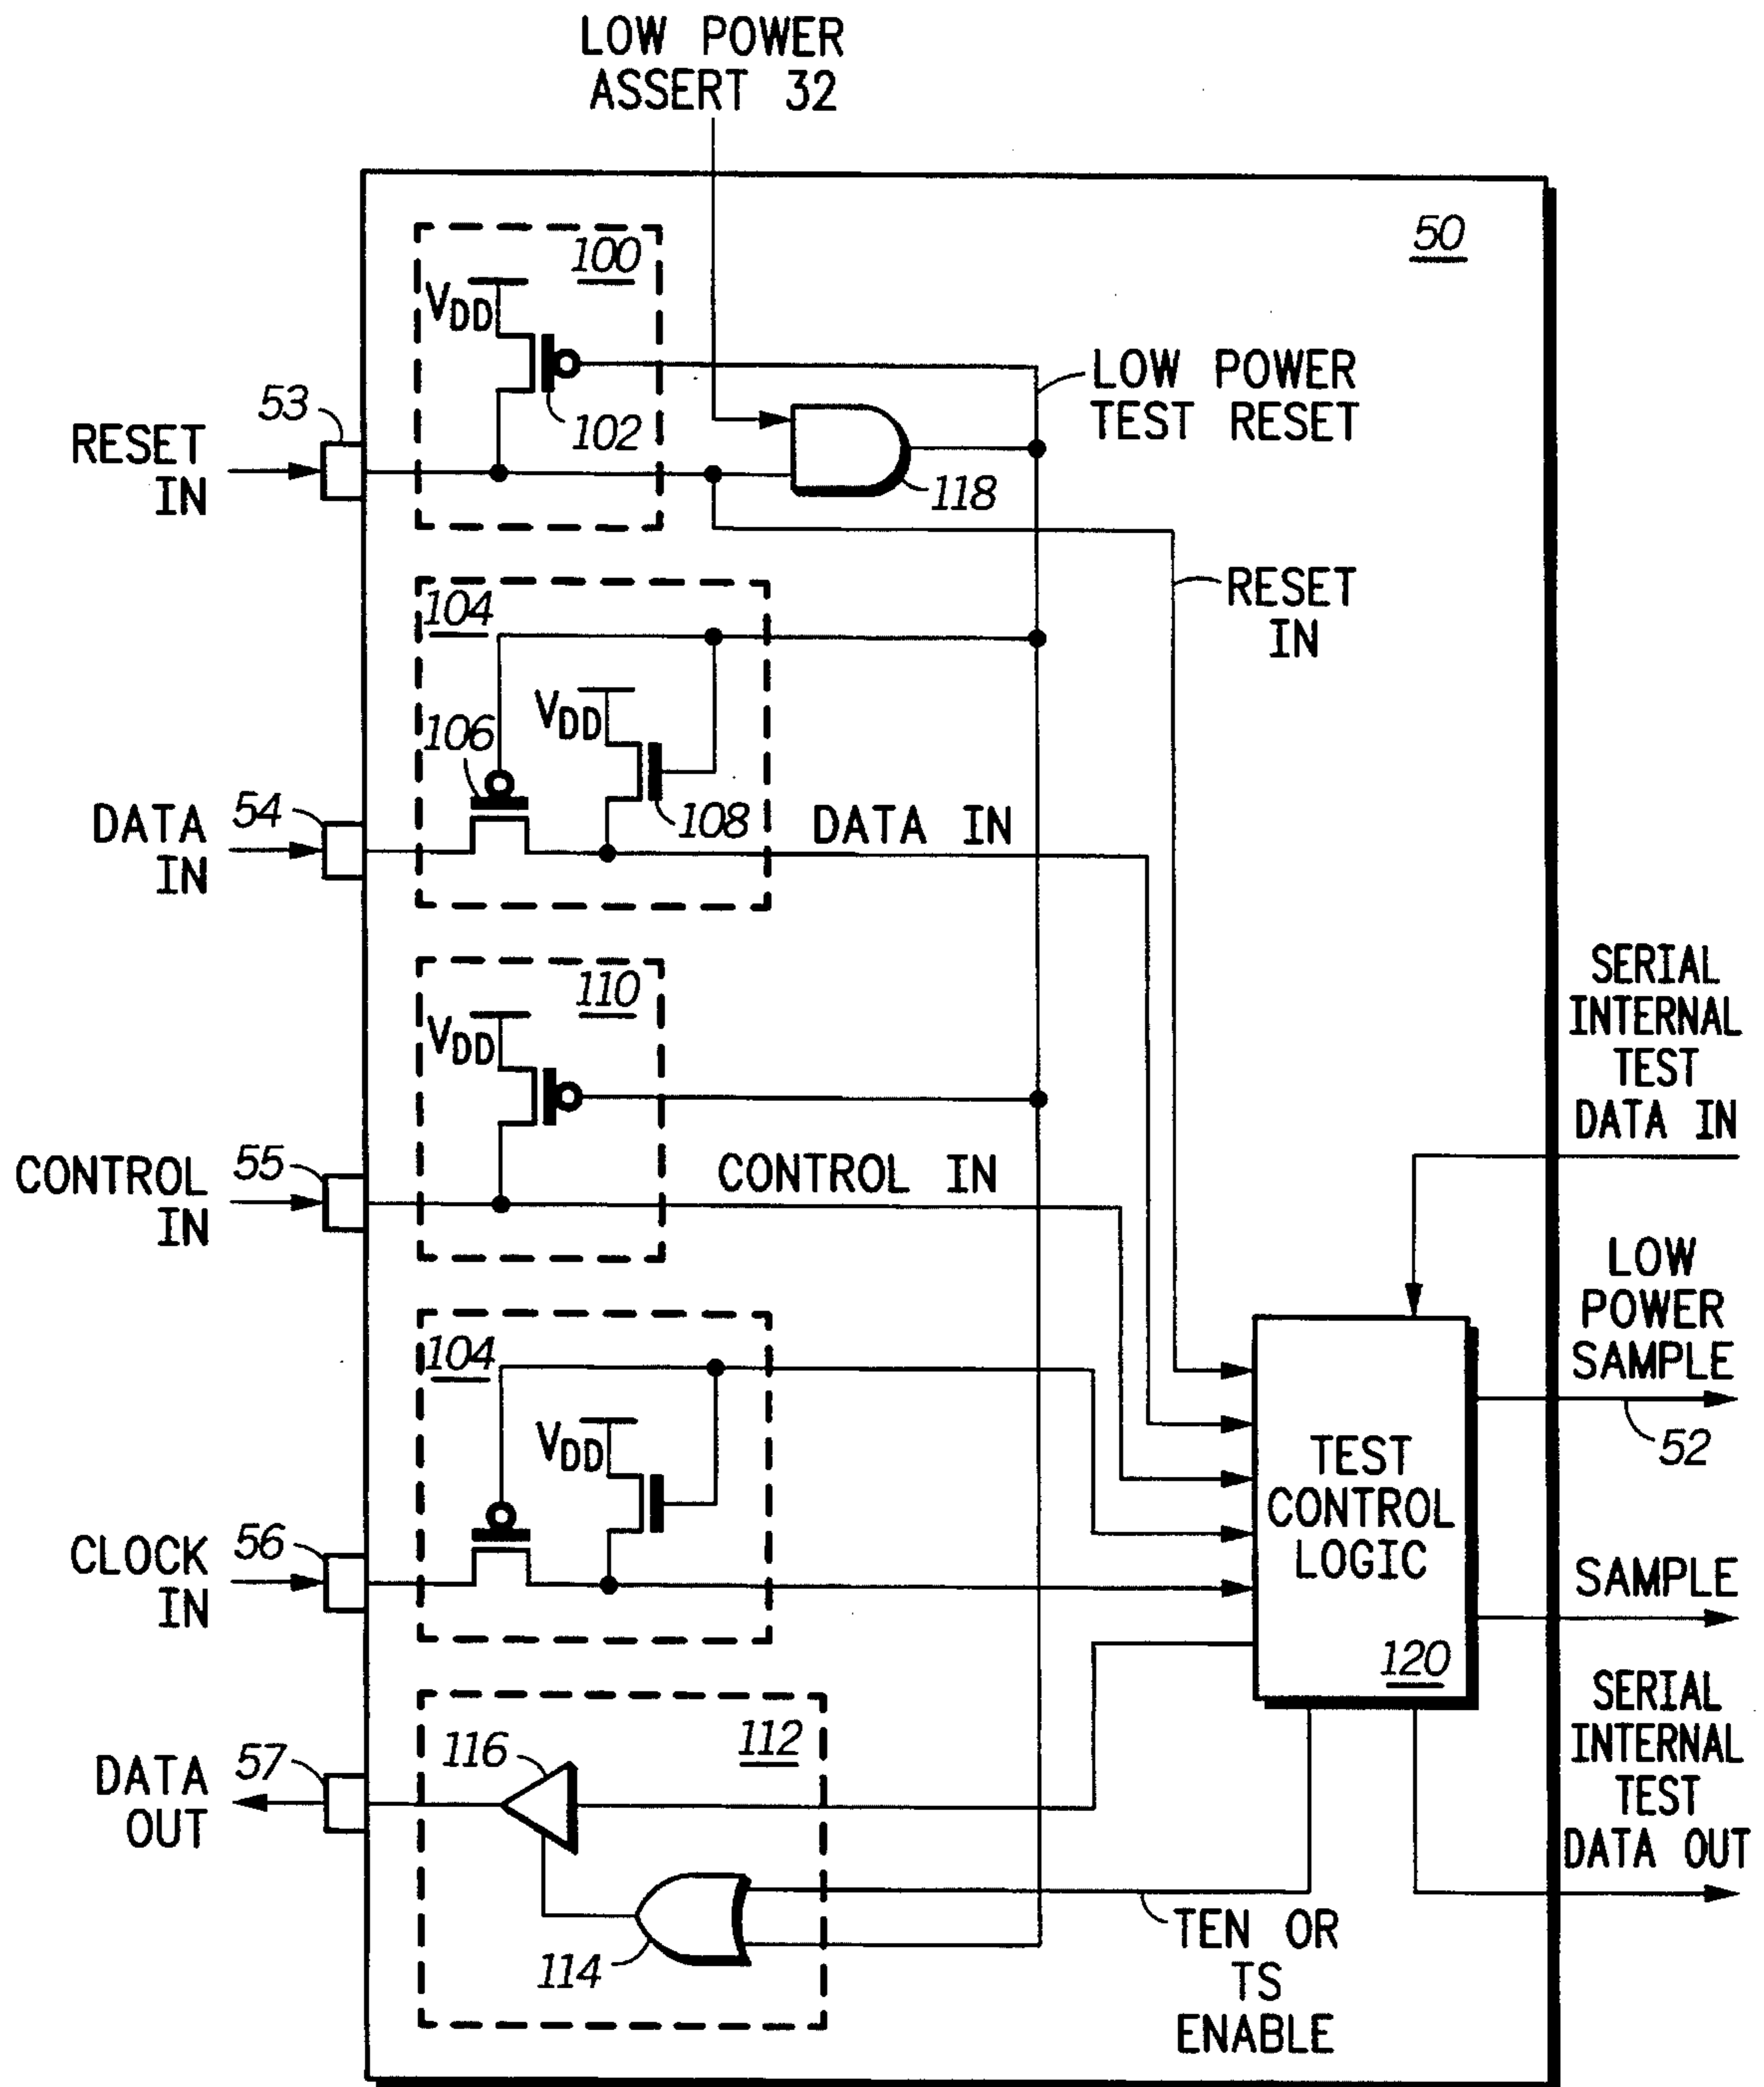 LOW POWER
ASSERT 32
50
100
VDD
102
53
RESET
IN
118
LOW POWER
TEST RESET
RESET
IN
104
VDD
106
108
54
DATA
IN
DATA IN
110
VDD
55
CONTROL
IN
CONTROL IN
SERIAL
INTERNAL
TEST
DATA IN
LOW
POWER
SAMPLE
52
104
VDD
56
CLOCK
IN
TEST
CONTROL
LOGIC
120
SAMPLE
SERIAL
INTERNAL
TEST
DATA OUT
112
116
57
DATA
OUT
114
TEN OR
TS
ENABLE